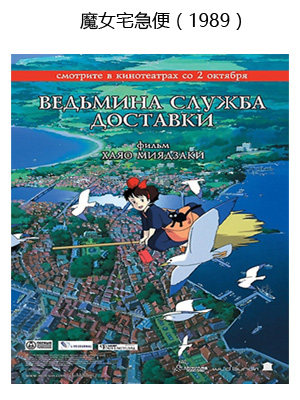 魔女宅急便（1989）
смотрите в кинотеатрах со 2 октября
ВЕДЬМИНА СЛУЖБА
ДОСТАВКИ
фильм
ХАЯО МИЯДЗАКИ